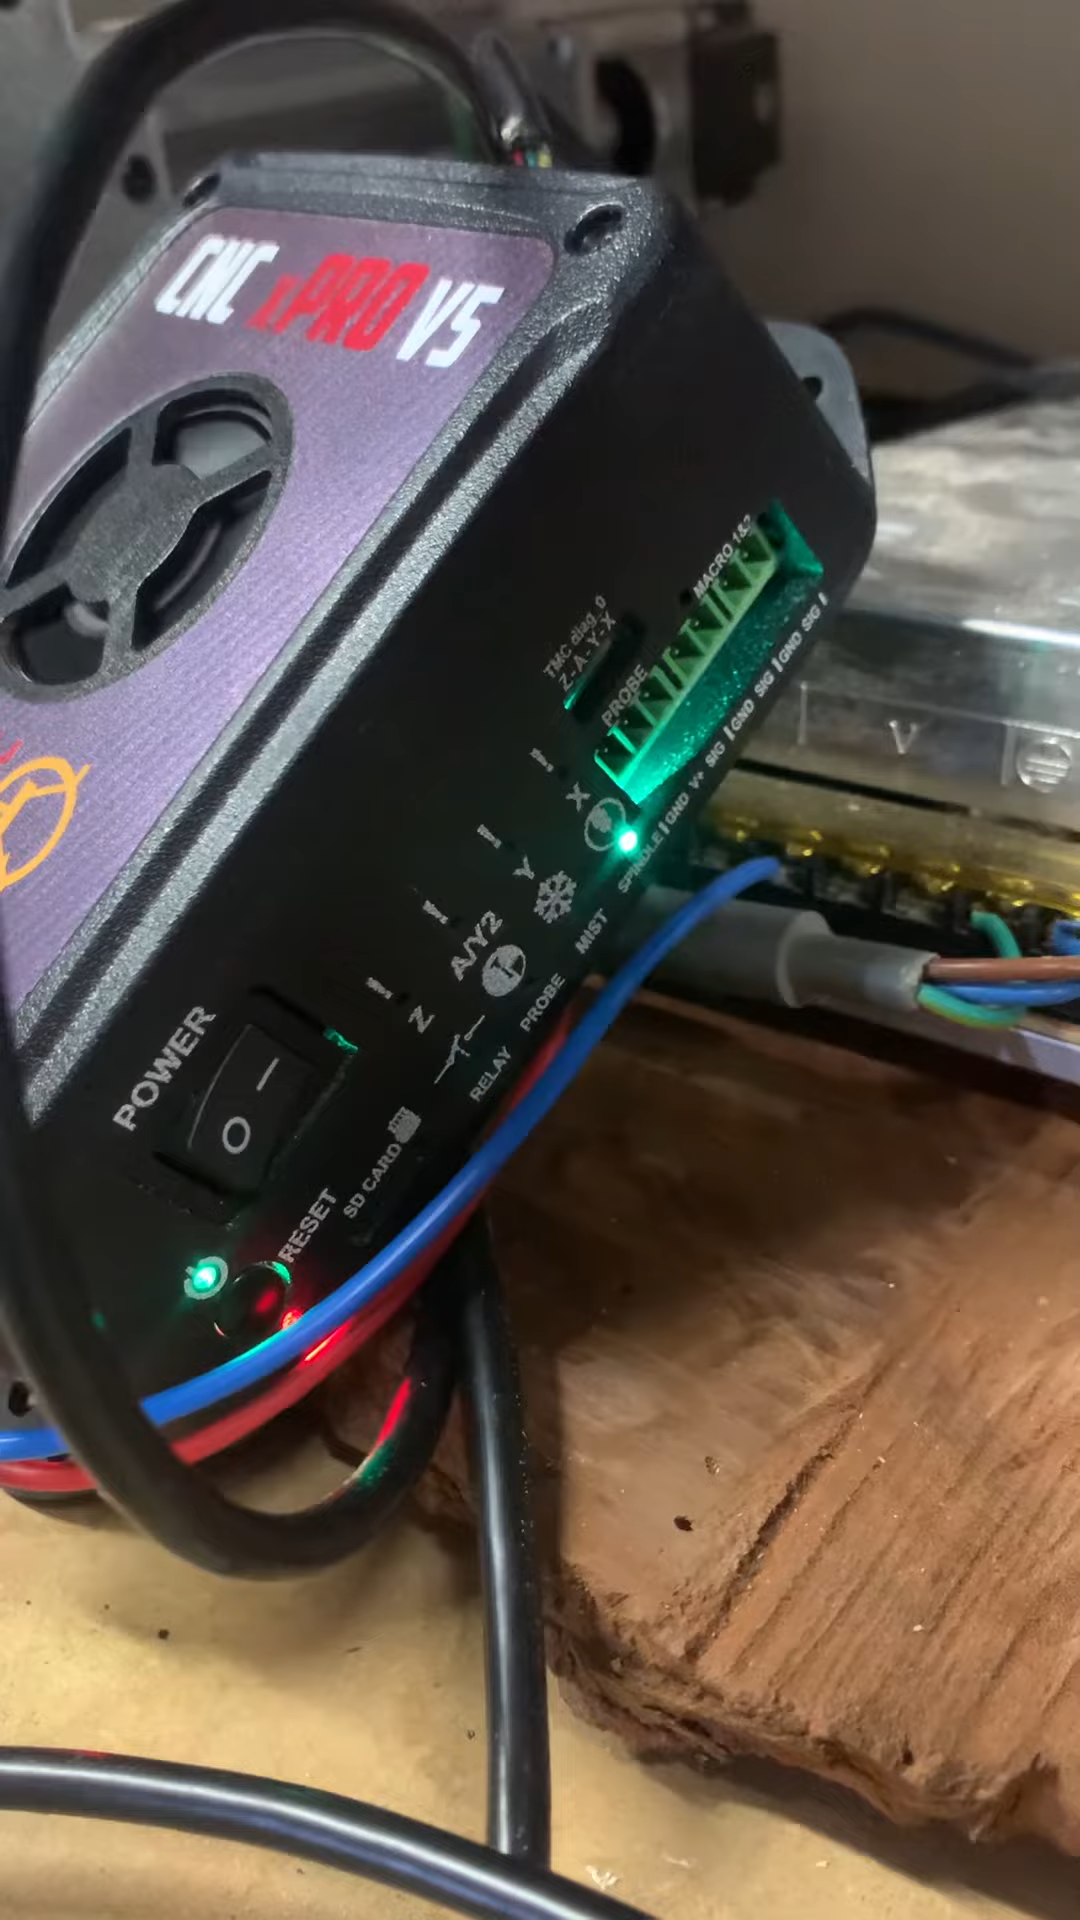 CNC xPRO V5
MACRO 1&2
TMC diag_0
Z-A-Y-X
PROBE
! ! ! !
X
Y
A/Y2
Z
SPINDLE | GND V+ SIG | GND SIG | GND SIG |
MIST
PROBE
RELAY
POWER
O
SD CARD
RESET
V